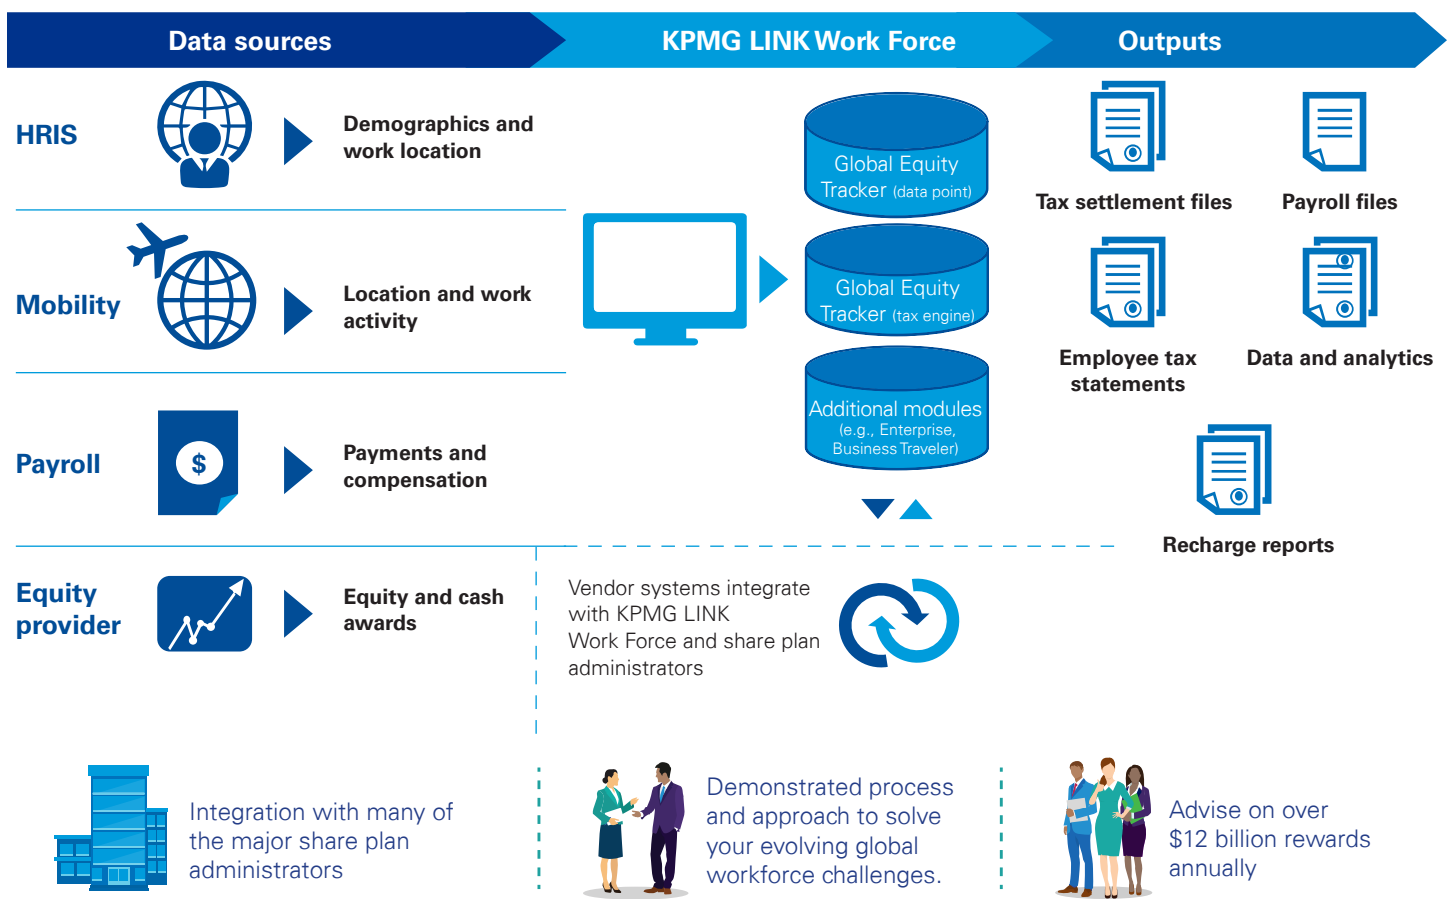 Data sources
KPMG LINK Work Force
Outputs
HRIS
Demographics and
work location
Mobility
Location and work
activity
Payroll
$
Payments and
compensation
Equity
provider
Equity and cash
awards
Global Equity
Tracker (data point)
Global Equity
Tracker (tax engine)
Additional modules
(e.g., Enterprise,
Business Traveler)
Vendor systems integrate
with KPMG LINK
Work Force and share plan
administrators
Tax settlement files
Payroll files
Employee tax
statements
Data and analytics
Recharge reports
Integration with many of
the major share plan
administrators
Demonstrated process
and approach to solve
your evolving global
workforce challenges.
Advise on over
$12 billion rewards
annually